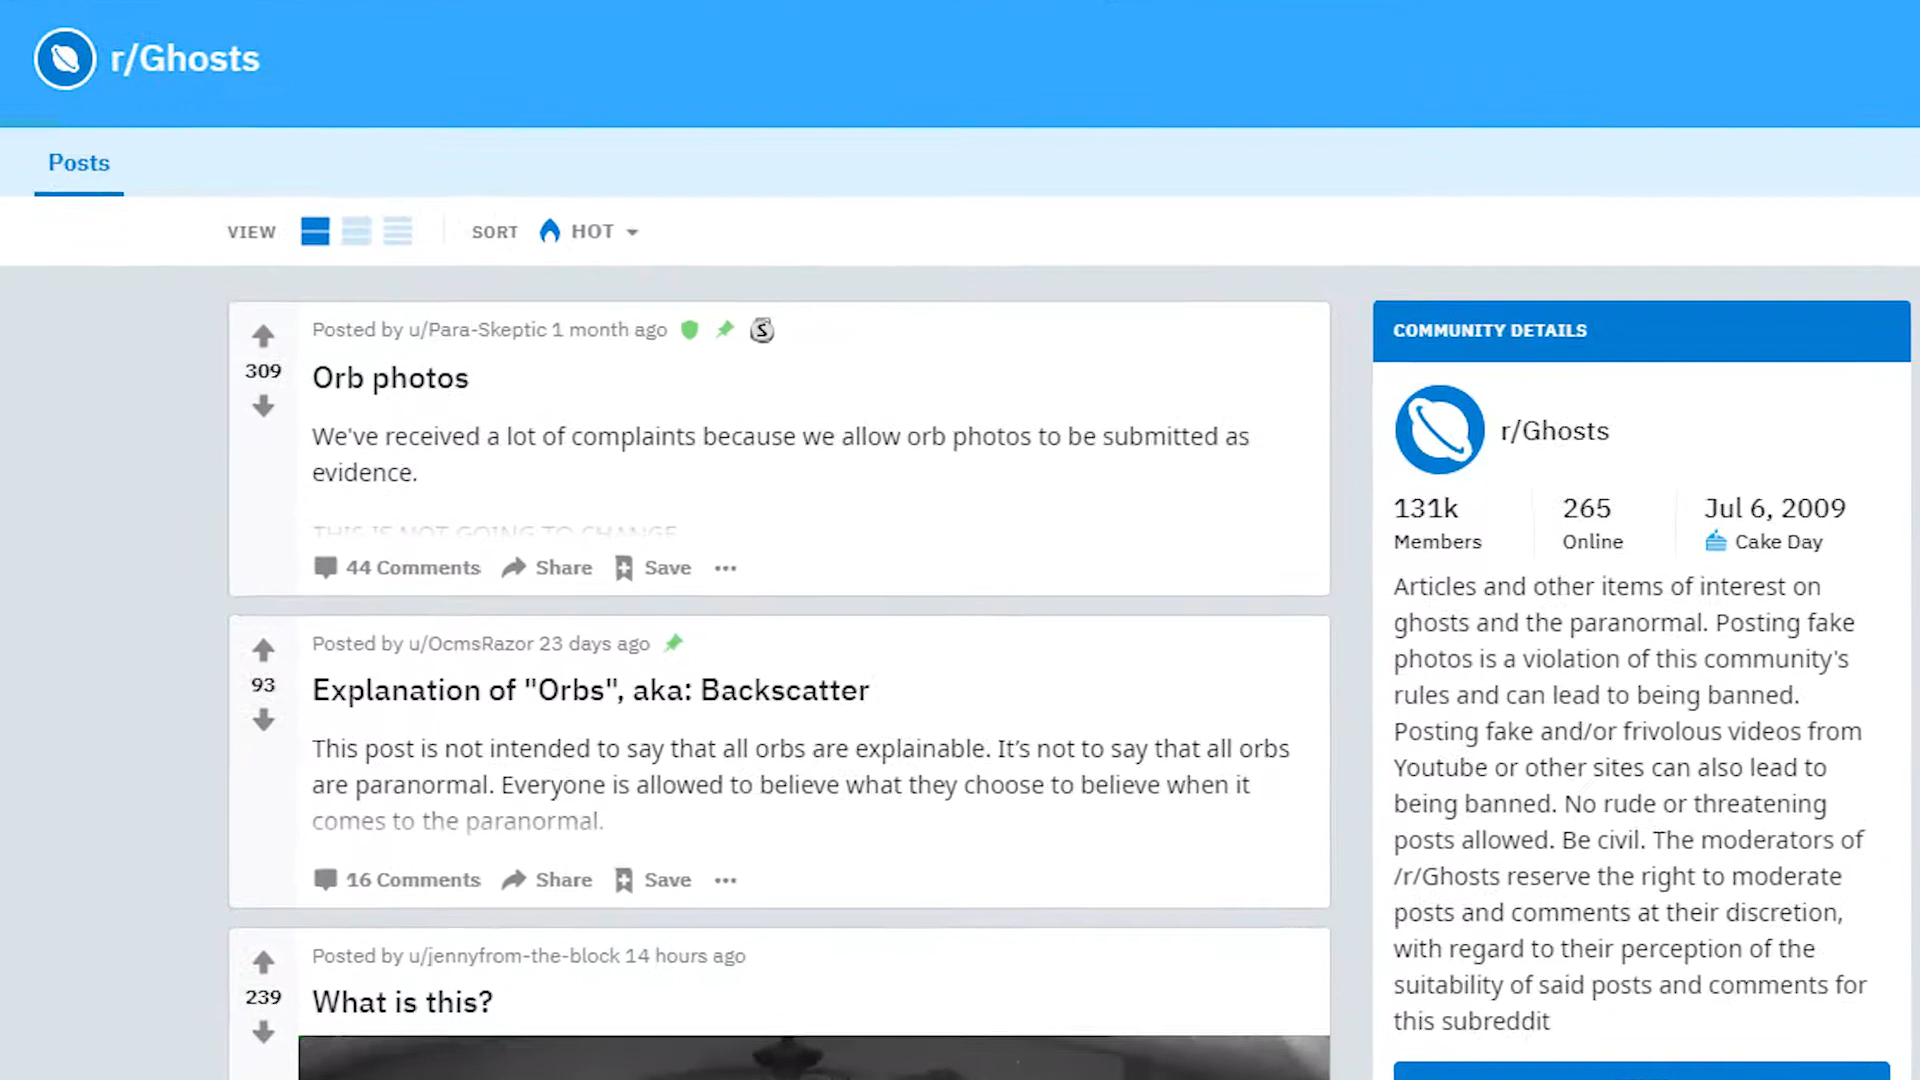 r/Ghosts
Posts
VIEW
SORT
HOT
Posted by u/Para-Skeptic 1 month ago
309
Orb photos
We've received a lot of complaints because we allow orb photos to be submitted as
evidence.
THIS IS NOT GOING TO CHANGE
44 Comments
Share
Save
Posted by u/OcmsRazor 23 days ago
93
Explanation of "Orbs", aka: Backscatter
This post is not intended to say that all orbs are explainable. It’s not to say that all orbs
are paranormal. Everyone is allowed to believe what they choose to believe when it
comes to the paranormal.
16 Comments
Share
Save
Posted by u/jennyfrom-the-block 14 hours ago
239
What is this?
COMMUNITY DETAILS
r/Ghosts
131k
Members
265
Online
Jul 6, 2009
Cake Day
Articles and other items of interest on
ghosts and the paranormal. Posting fake
photos is a violation of this community's
rules and can lead to being banned.
Posting fake and/or frivolous videos from
Youtube or other sites can also lead to
being banned. No rude or threatening
posts allowed. Be civil. The moderators of
/r/Ghosts reserve the right to moderate
posts and comments at their discretion,
with regard to their perception of the
suitability of said posts and comments for
this subreddit